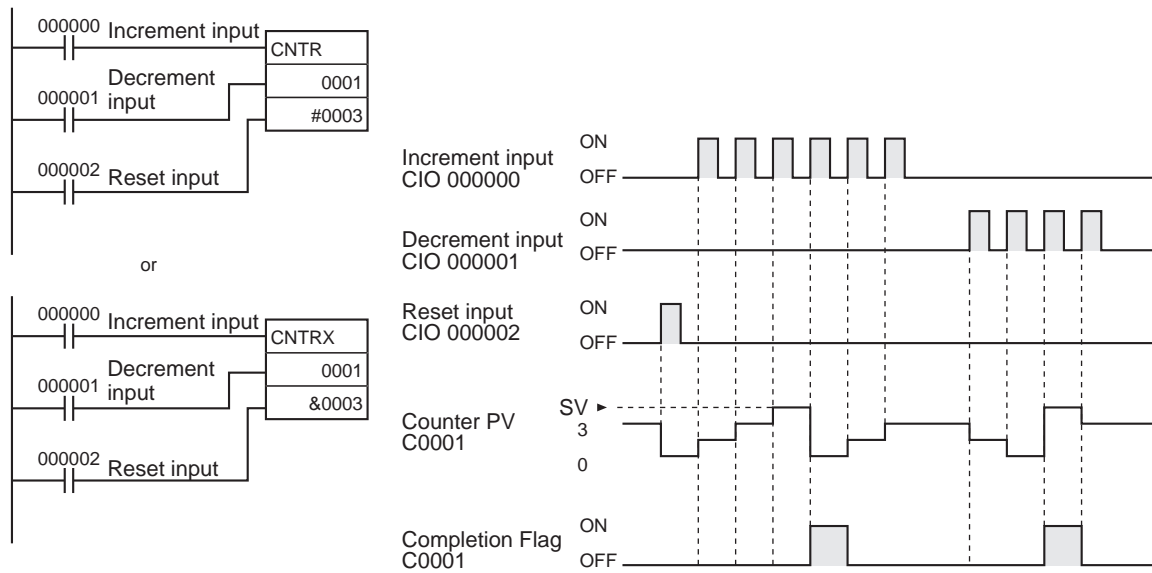 000000 Increment input
CNTR
Decrement
input
0001
000001
#0003
000002 Reset input
or
000000 Increment input
CNTRX
Decrement
input
0001
000001
&0003
000002 Reset input
Increment input
CIO 000000
ON
OFF
Decrement input
CIO 000001
ON
OFF
Reset input
CIO 000002
ON
OFF
Counter PV
C0001
SV
3
0
Completion Flag
C0001
ON
OFF